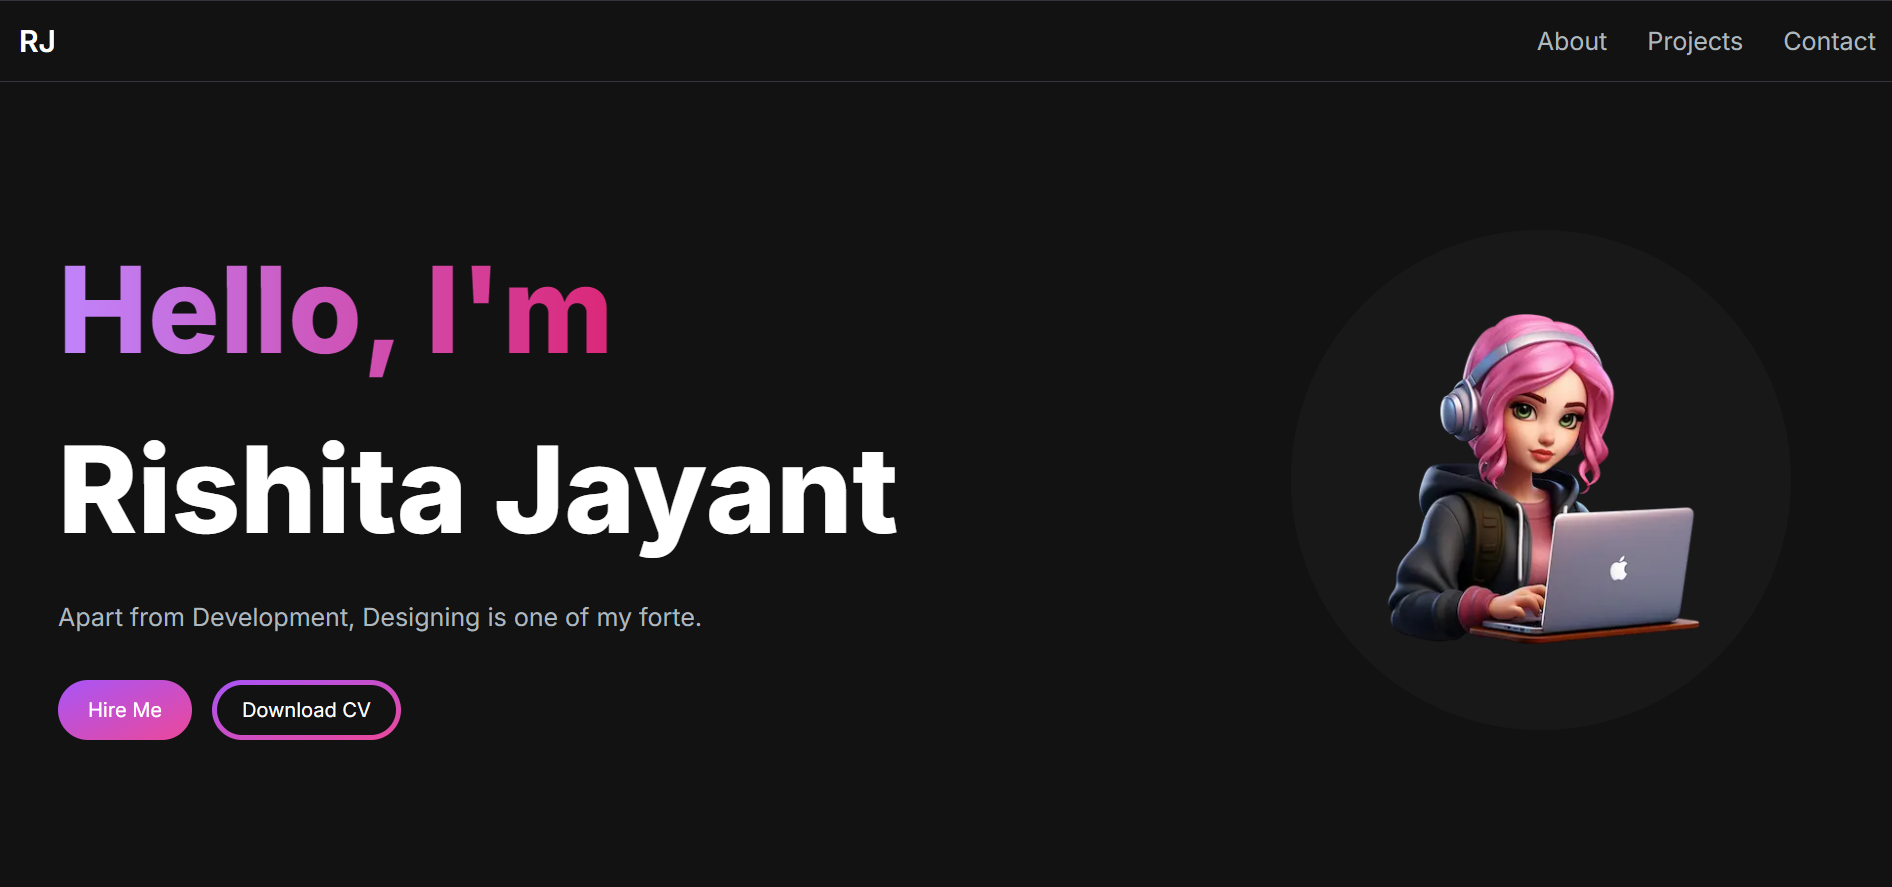 RJ
About Projects Contact
Hello, I'm
Rishita Jayant
Apart from Development, Designing is one of my forte.
Hire Me Download CV